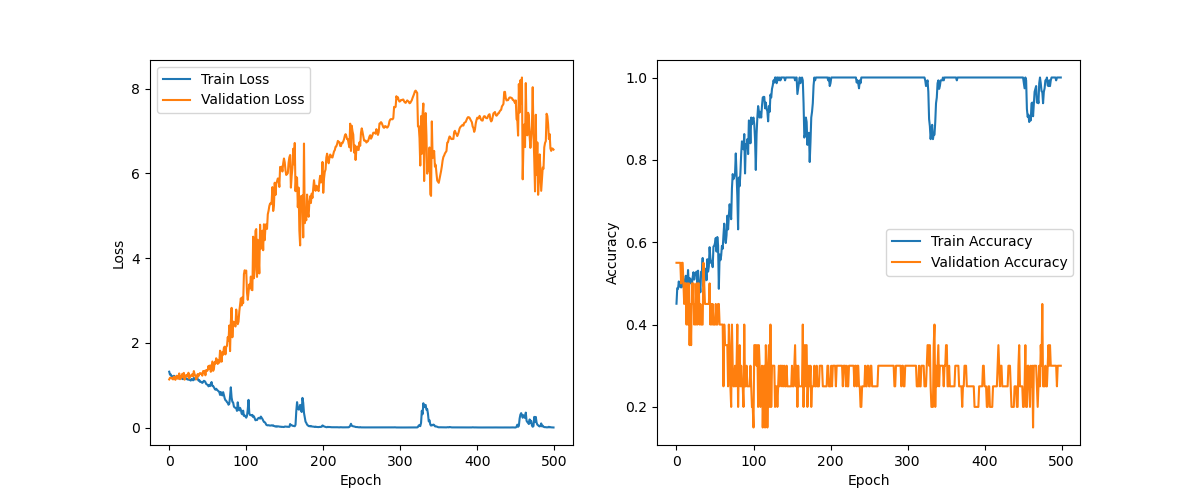 Train Loss
Validation Loss
8
6
4
2
0
Loss
0 100 200 300 400 500
Epoch
1.0
0.8
0.6
0.4
0.2
Accuracy
Train Accuracy
Validation Accuracy
0 100 200 300 400 500
Epoch